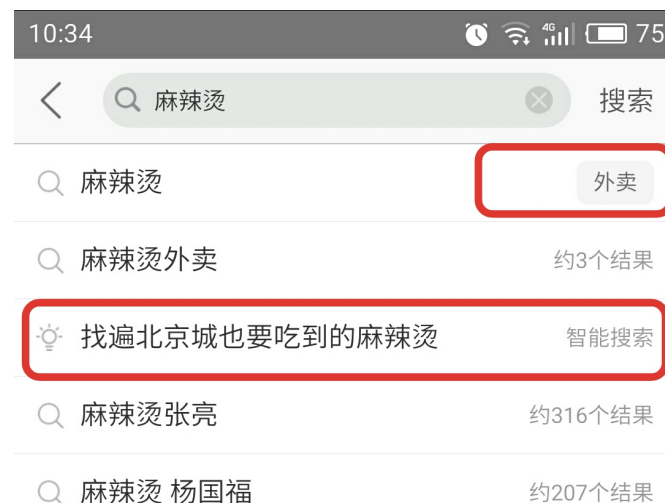 10:34 4G 75
麻辣烫 搜索
麻辣烫 外卖
麻辣烫外卖 约3个结果
找遍北京城也要吃到的麻辣烫 智能搜索
麻辣烫张亮 约316个结果
麻辣烫 杨国福 约207个结果